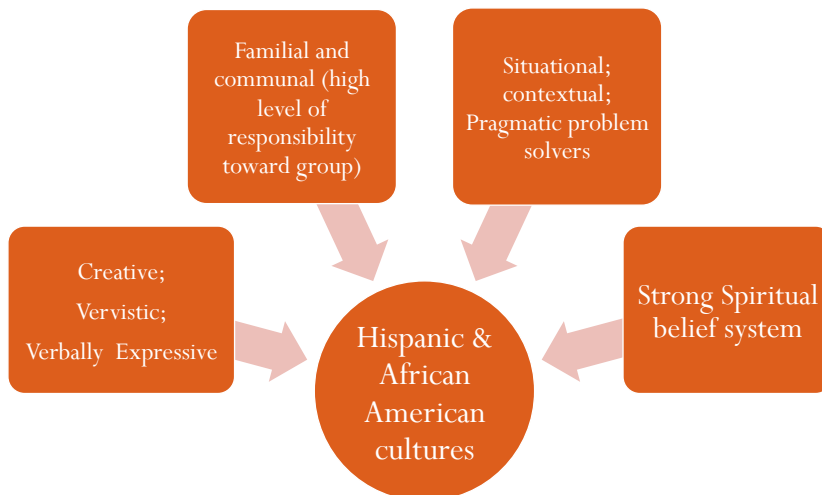 Familial and
communal (high
level of
responsibility
toward group)
Situational;
contextual;
Pragmatic problem
solvers
Creative;
Vervistic;
Verbally Expressive
Strong Spiritual
belief system
Hispanic &
African
American
cultures